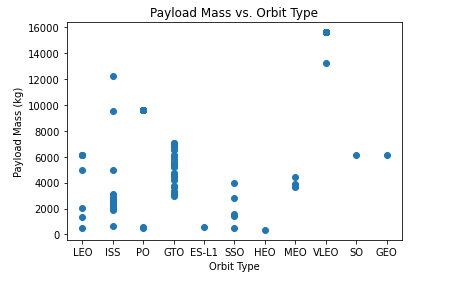 Payload Mass vs. Orbit Type
16000
14000
12000
10000
8000
6000
4000
2000
0
Payload Mass (kg)
LEO ISS PO GTO ES-L1 SSO HEO MEO VLEO SO GEO
Orbit Type